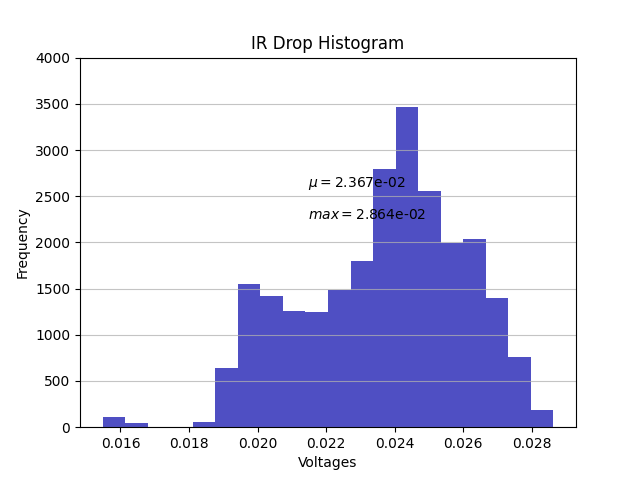 IR Drop Histogram
4000
3500
3000
2500
2000
1500
1000
500
0
Frequency
μ = 2.367e-02
max = 2.864e-02
0.016 0.018 0.020 0.022 0.024 0.026 0.028
Voltages